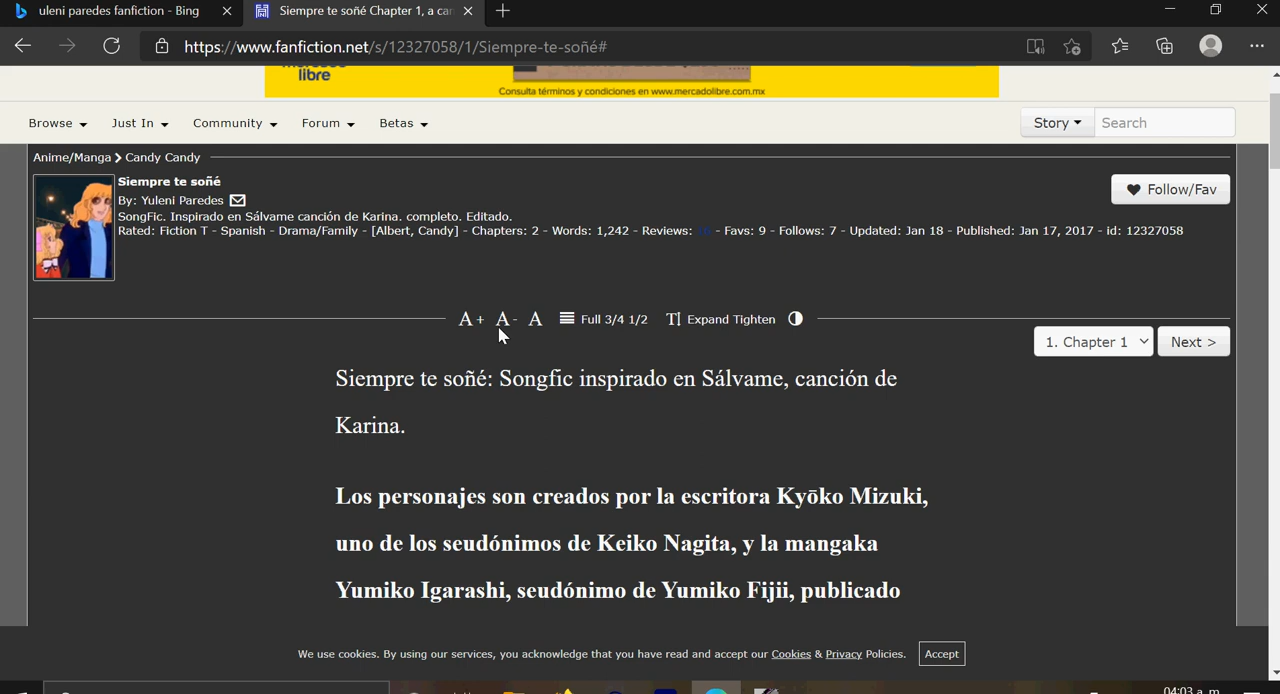 uleni paredes fanfiction - Bing
Siempre te soñé Chapter 1, a can
https://www.fanfiction.net/s/12327058/1/Siempre-te-soñé#
libre
Consulta términos y condiciones en www.mercadolibre.com.mx
Browse Just In Community Forum Betas Story Search
Anime/Manga > Candy Candy
Siempre te soñé
By: Yuleni Paredes
Follow/Fav
SongFic. Inspirado en Sálvame canción de Karina. completo. Editado.
Rated: Fiction T - Spanish - Drama/Family - [Albert, Candy] - Chapters: 2 - Words: 1,242 - Reviews: - Favs: 9 - Follows: 7 - Updated: Jan 18 - Published: Jan 17, 2017 - id: 12327058
A+ A- A Full 3/4 1/2 Expand Tighten
1. Chapter 1 Next >
Siempre te soñé: Songfic inspirado en Sálvame, canción de
Karina.
Los personajes son creados por la escritora Kyōko Mizuki,
uno de los seudónimos de Keiko Nagita, y la mangaka
Yumiko Igarashi, seudónimo de Yumiko Fijii, publicado
We use cookies. By using our services, you acknowledge that you have read and accept our Cookies & Privacy Policies. Accept
04:03 a. m.